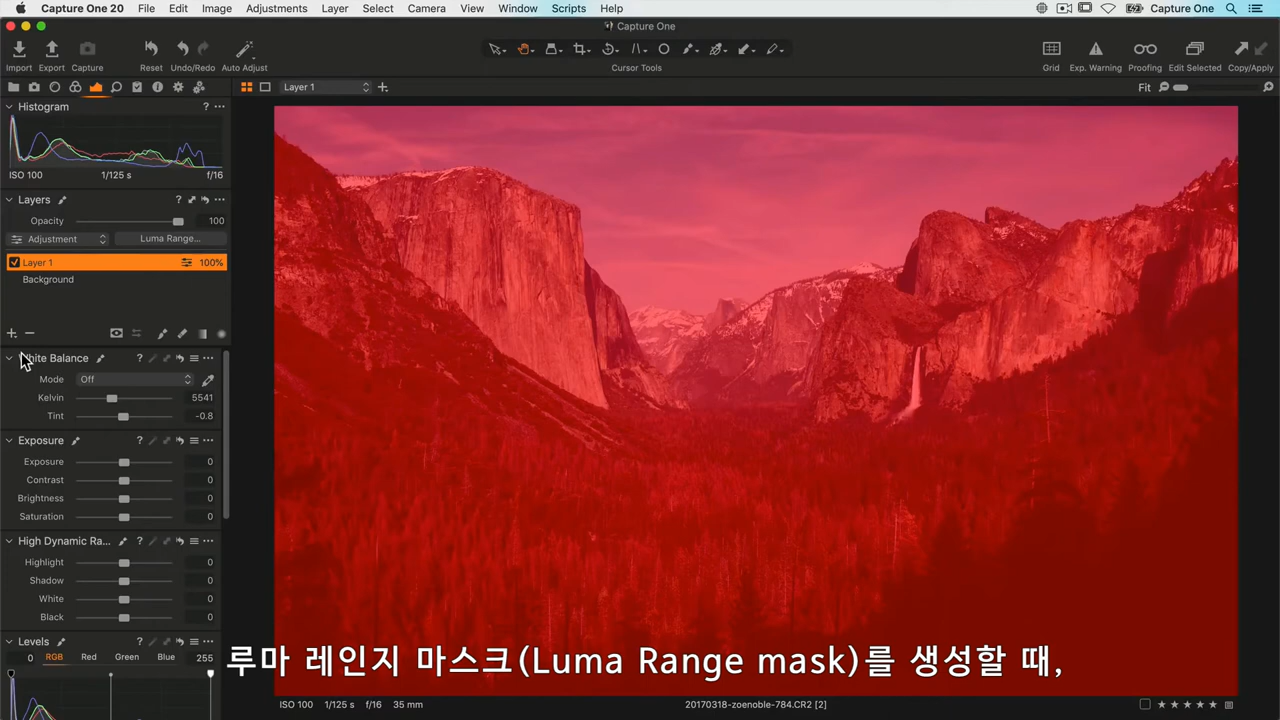 Capture One 20 File Edit Image Adjustments Layer Select Camera View Window Scripts Help Capture One
Capture One
Import Export Capture Reset Undo/Redo Auto Adjust Cursor Tools Grid Exp. Warning Proofing Edit Selected Copy/Apply
Layer 1 Fit
Histogram ?
ISO 100 1/125 s f/16
Layers ?
Opacity 100
Adjustment Luma Range...
Layer 1 100%
Background
White Balance ?
Mode Off
Kelvin 5541
Tint -0.8
Exposure ?
Exposure 0
Contrast 0
Brightness 0
Saturation 0
High Dynamic Ra... ?
Highlight 0
Shadow 0
White 0
Black 0
Levels ?
0 RGB Red Green Blue 255
루마 레인지 마스크(Luma Range mask)를 생성할 때,
ISO 100 1/125 s f/16 35 mm 20170318-zoenoble-784.CR2 [2]